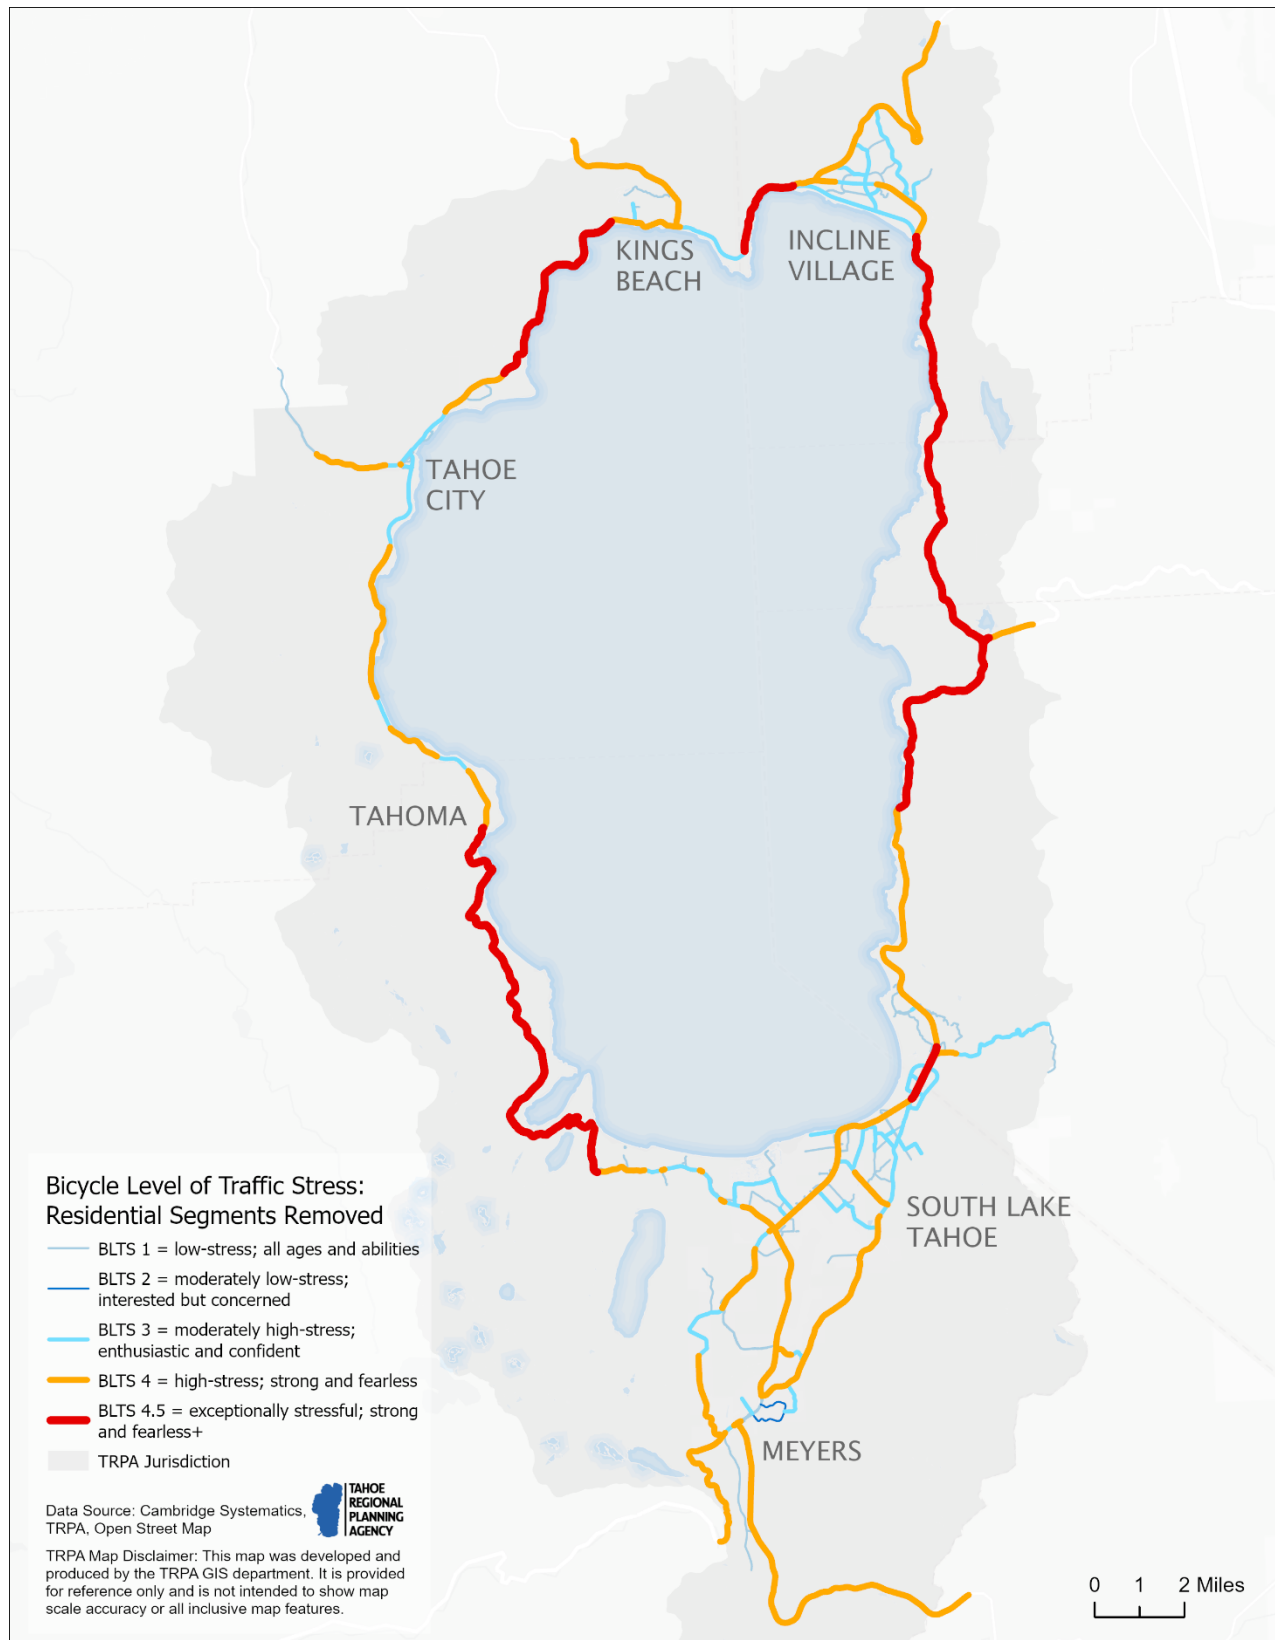 KINGS
BEACH
INCLINE
VILLAGE
TAHOE
CITY
TAHOMA
SOUTH LAKE
TAHOE
MEYERS
Bicycle Level of Traffic Stress:
Residential Segments Removed
BLTS 1 = low-stress; all ages and abilities
BLTS 2 = moderately low-stress;
interested but concerned
BLTS 3 = moderately high-stress;
enthusiastic and confident
BLTS 4 = high-stress; strong and fearless
BLTS 4.5 = exceptionally stressful; strong
and fearless+
TRPA Jurisdiction
Data Source: Cambridge Systematics,
TRPA, Open Street Map
TAHOE
REGIONAL
PLANNING
AGENCY
TRPA Map Disclaimer: This map was developed and
produced by the TRPA GIS department. It is provided
for reference only and is not intended to show map
scale accuracy or all inclusive map features.
0 1 2 Miles